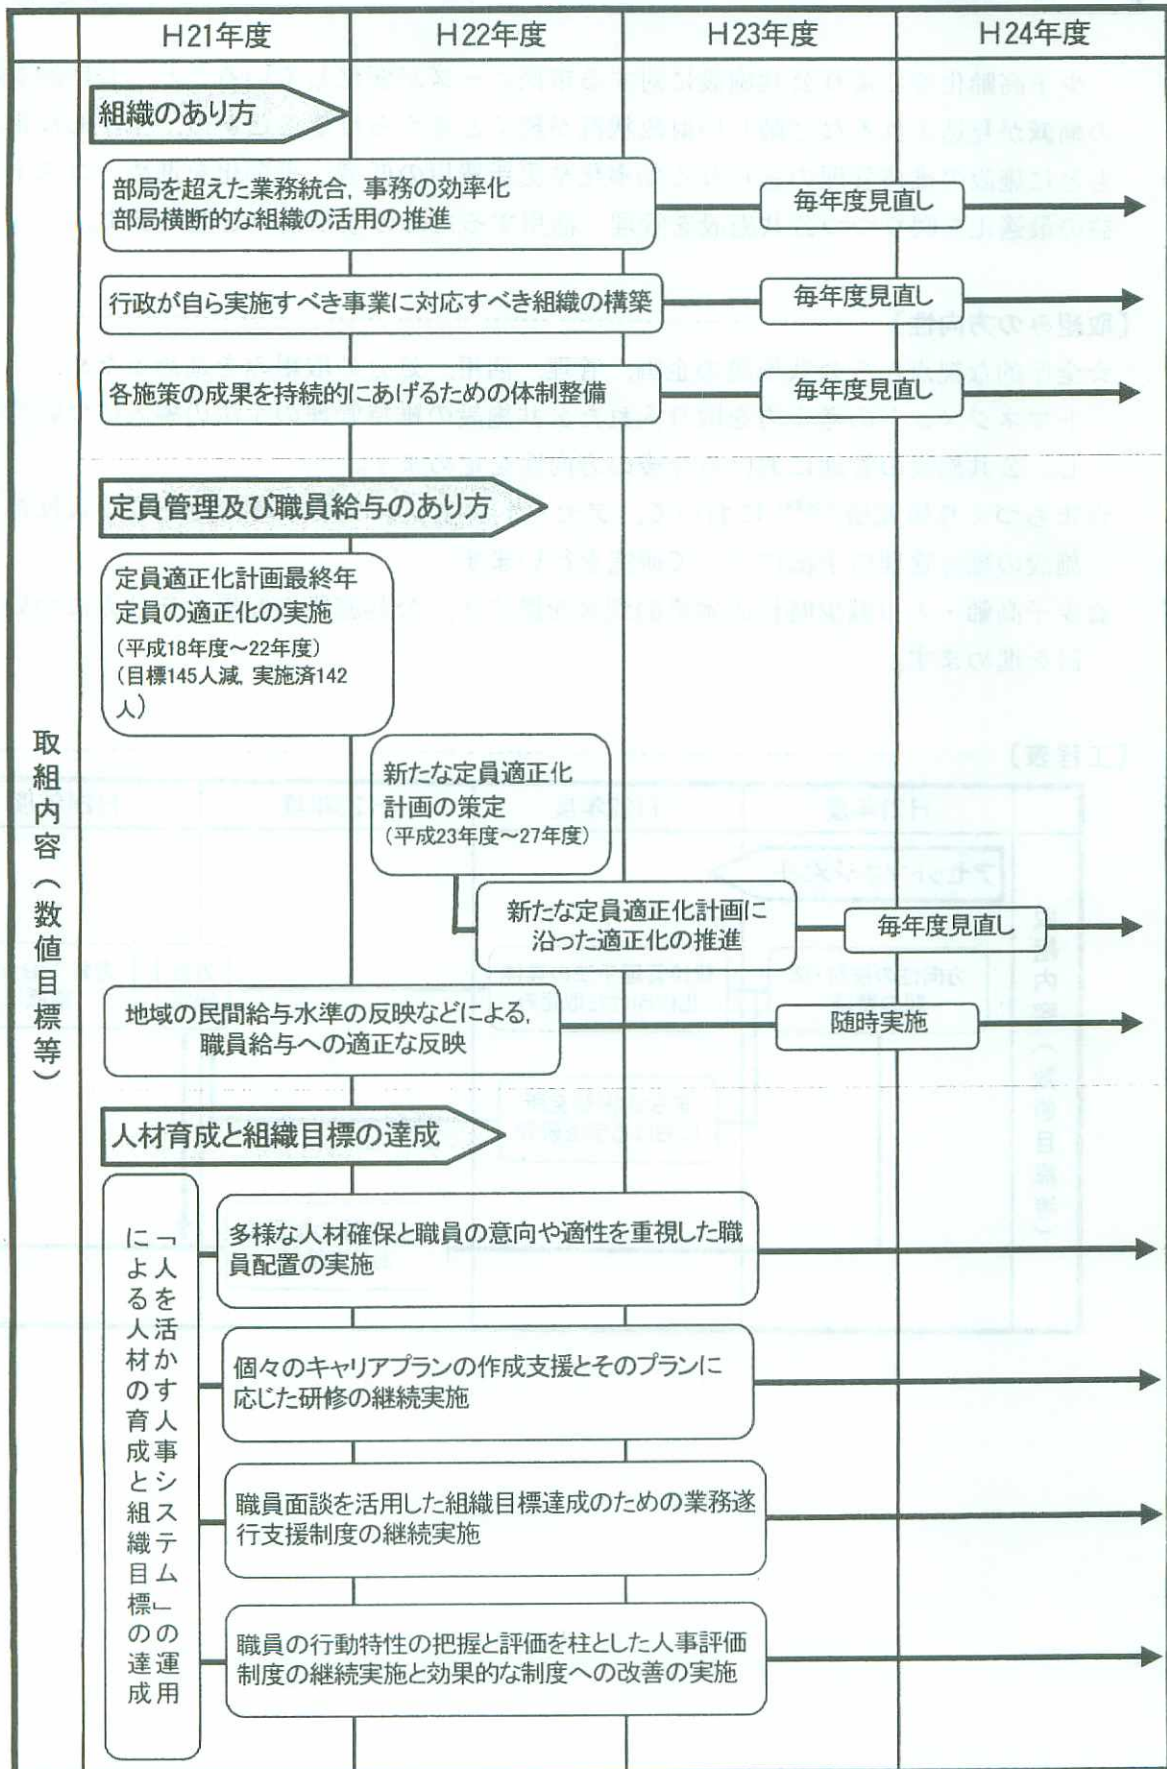 H21年度
H22年度
H23年度
H24年度
取組内容（数値目標等）
組織のあり方
部局を超えた業務統合，事務の効率化
部局横断的な組織の活用の推進
毎年度見直し
行政が自ら実施すべき事業に対応すべき組織の構築
毎年度見直し
各施策の成果を持続的にあげるための体制整備
毎年度見直し
定員管理及び職員給与のあり方
定員適正化計画最終年
定員の適正化の実施
（平成18年度～22年度）
（目標145人減，実施済142
人）
新たな定員適正化
計画の策定
（平成23年度～27年度）
新たな定員適正化計画に
沿った適正化の推進
毎年度見直し
地域の民間給与水準の反映などによる，
職員給与への適正な反映
随時実施
人材育成と組織目標の達成
「人を活かす人事システム」の運用
による人材の育成と組織目標の達成
多様な人材確保と職員の意向や適性を重視した職
員配置の実施
個々のキャリアプランの作成支援とそのプランに
応じた研修の継続実施
職員面談を活用した組織目標達成のための業務遂
行支援制度の継続実施
職員の行動特性の把握と評価を柱とした人事評価
制度の継続実施と効果的な制度への改善の実施